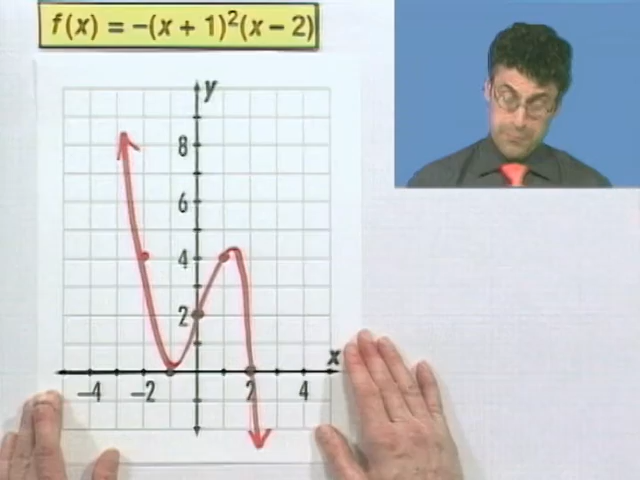 f(x) = -(x + 1)²(x - 2)
y
8
6
4
2
x
-4 -2 2 4